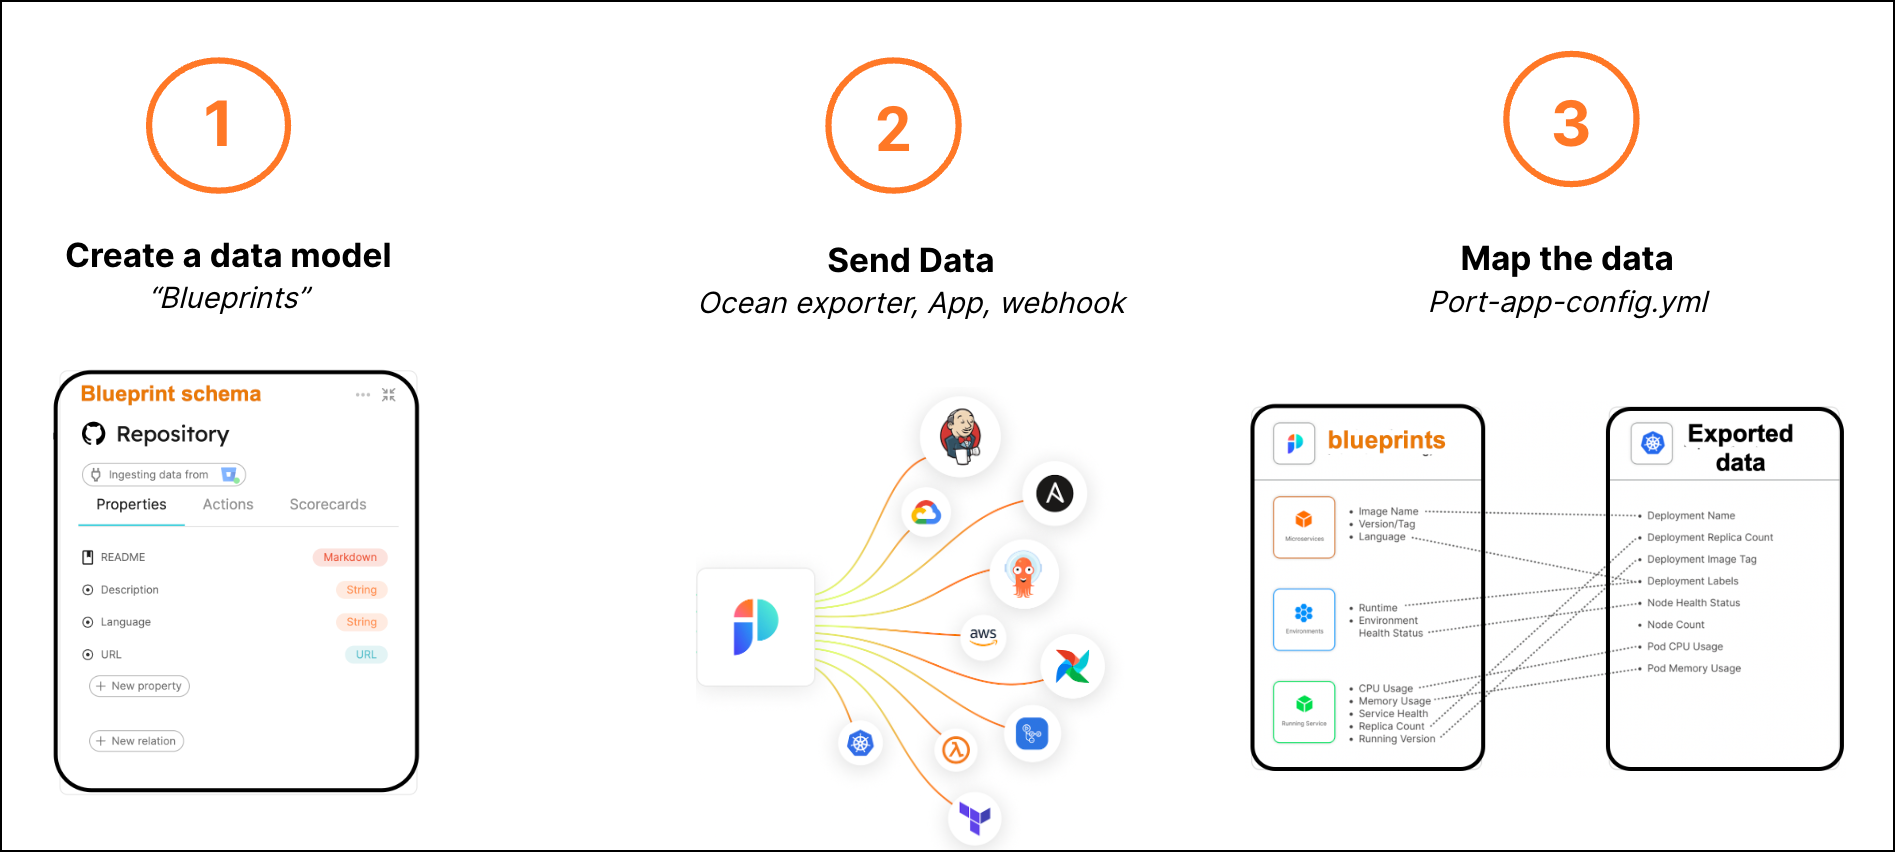 1
Create a data model
“Blueprints”
Blueprint schema
Repository
Ingesting data from
Properties Actions Scorecards
README Markdown
Description String
Language String
URL URL
+ New property
+ New relation
2
Send Data
Ocean exporter, App, webhook
aws
3
Map the data
Port-app-config.yml
blueprints
Microservices
• Image Name
• Version/Tag
• Language
Environments
• Runtime
• Environment
Health Status
Running Service
• CPU Usage
• Memory Usage
• Service Health
• Replica Count
• Running Version
Exported
data
• Deployment Name
• Deployment Replica Count
• Deployment Image Tag
• Deployment Labels
• Node Health Status
• Node Count
• Pod CPU Usage
• Pod Memory Usage